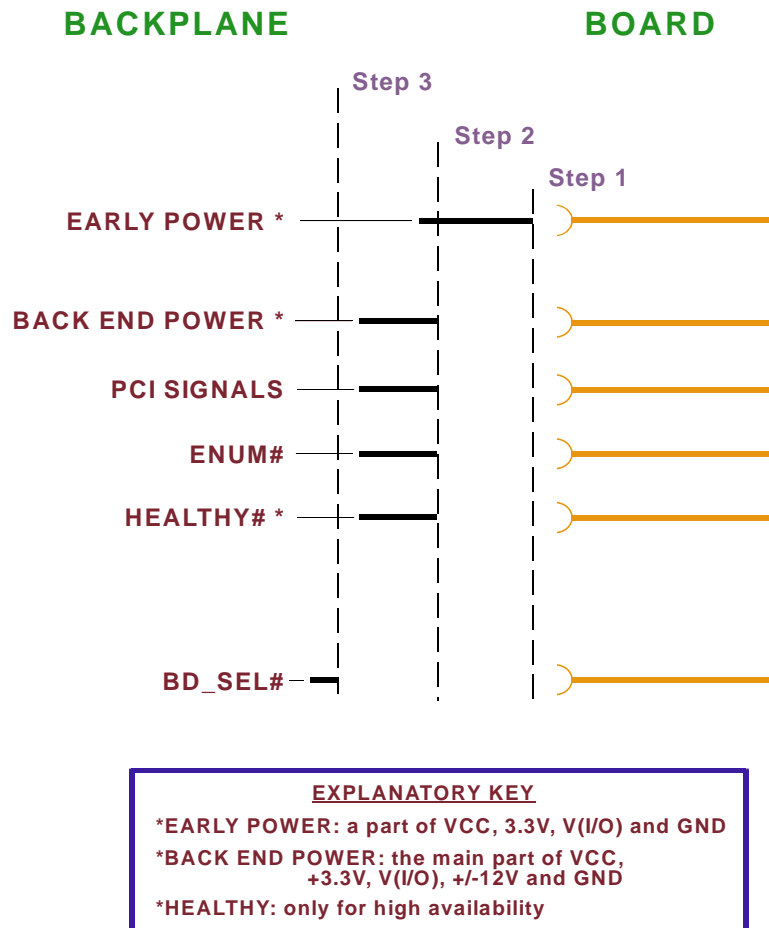 BACKPLANE
BOARD
Step 3
Step 2
Step 1
EARLY POWER *
BACK END POWER *
PCI SIGNALS
ENUM#
HEALTHY# *
BD_SEL#
EXPLANATORY KEY
*EARLY POWER: a part of VCC, 3.3V, V(I/O) and GND
*BACK END POWER: the main part of VCC,
+3.3V, V(I/O), +/-12V and GND
*HEALTHY: only for high availability